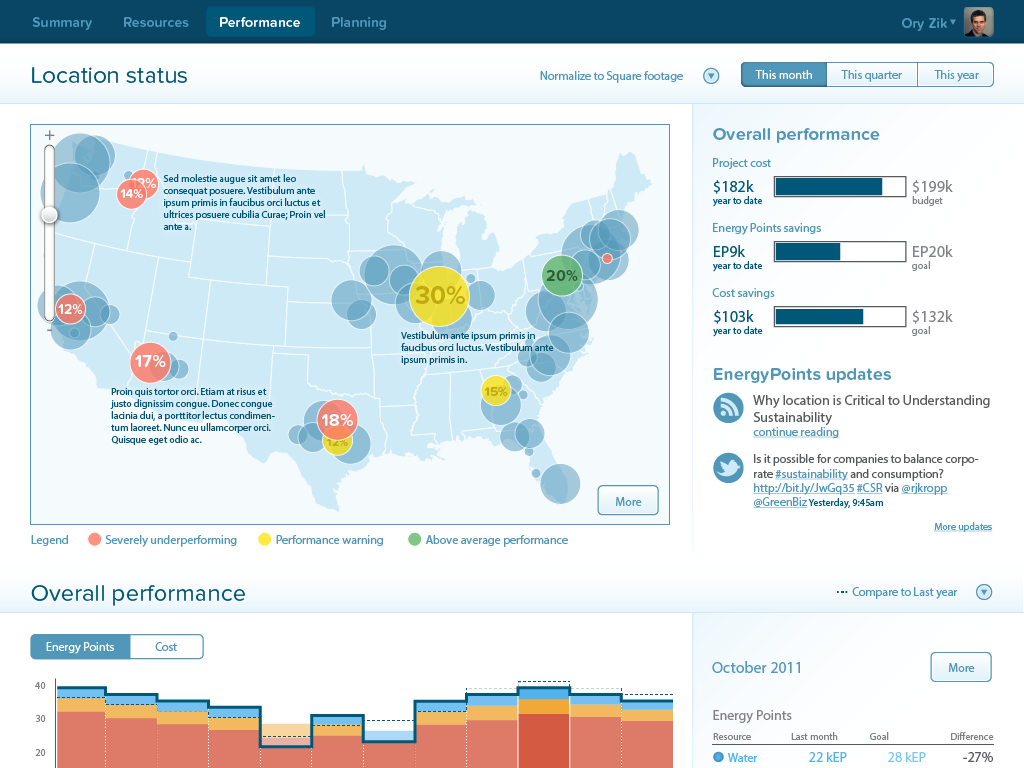 Summary
Resources
Performance
Planning
Ory Zik
Location status
Normalize to Square footage
This month
This quarter
This year
+
14%
Sed molestie augue sit amet leo
consequat posuere. Vestibulum ante
ipsum primis in faucibus orci luctus et
ultrices posuere cubilia Curae; Proin vel
ante a.
20%
30%
12%
-
Vestibulum ante ipsum primis in
faucibus orci luctus. Vestibulum ante
ipsum primis in.
17%
15%
Proin quis tortor orci. Etiam at risus et
justo dignissim congue. Donec congue
lacinia dui, a porttitor lectus condimen-
tum laoreet. Nunc eu ullamcorper orci.
Quisque eget odio ac.
18%
12%
More
Legend
Severely underperforming
Performance warning
Above average performance
Overall performance
Project cost
$182k
year to date
$199k
budget
Energy Points savings
EP9k
year to date
EP20k
goal
Cost savings
$103k
year to date
$132k
goal
EnergyPoints updates
Why location is Critical to Understanding
Sustainability
continue reading
Is it possible for companies to balance corpo-
rate #sustainability and consumption?
http://bit.ly/JwGq35 #CSR via @rjkropp
@GreenBiz Yesterday, 9:45am
More updates
Overall performance
Compare to Last year
Energy Points
Cost
40
30
20
October 2011
More
Energy Points
Resource Last month Goal Difference
Water 22 kEP 28 kEP -27%